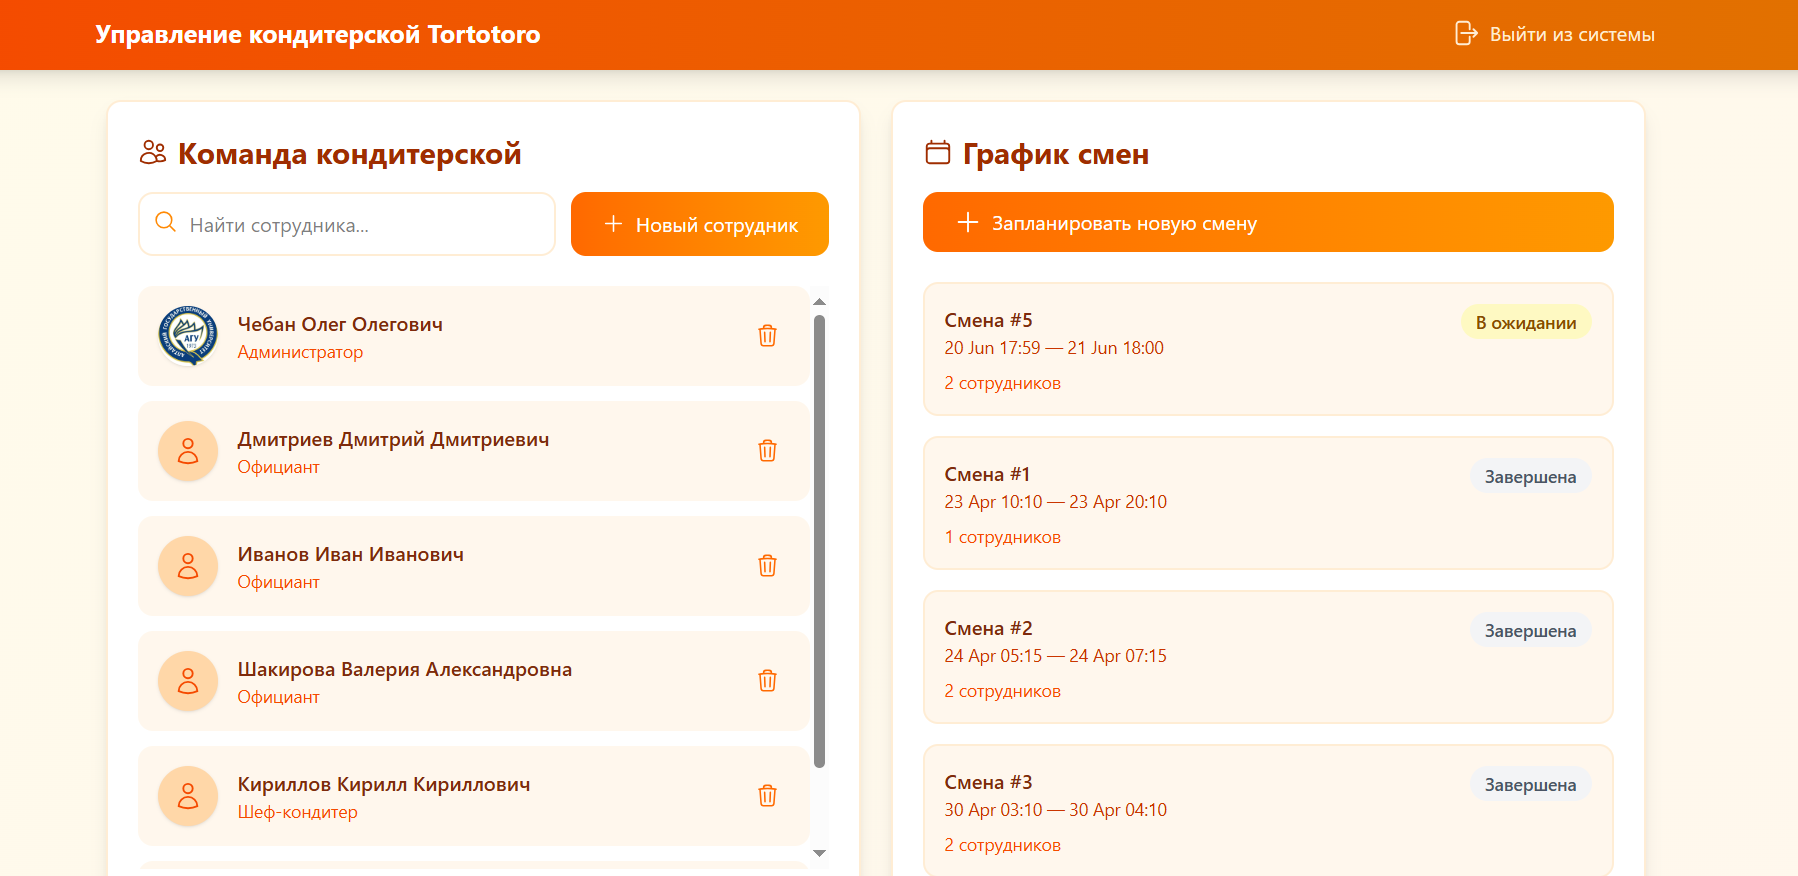 Управление кондитерской Tortotoro
Выйти из системы
Команда кондитерской
Найти сотрудника...
Новый сотрудник
Чебан Олег Олегович
Администратор
Дмитриев Дмитрий Дмитриевич
Официант
Иванов Иван Иванович
Официант
Шакирова Валерия Александровна
Официант
Кириллов Кирилл Кириллович
Шеф-кондитер
График смен
Запланировать новую смену
Смена #5
В ожидании
20 Jun 17:59 — 21 Jun 18:00
2 сотрудников
Смена #1
Завершена
23 Apr 10:10 — 23 Apr 20:10
1 сотрудников
Смена #2
Завершена
24 Apr 05:15 — 24 Apr 07:15
2 сотрудников
Смена #3
Завершена
30 Apr 03:10 — 30 Apr 04:10
2 сотрудников
АГУ
1973